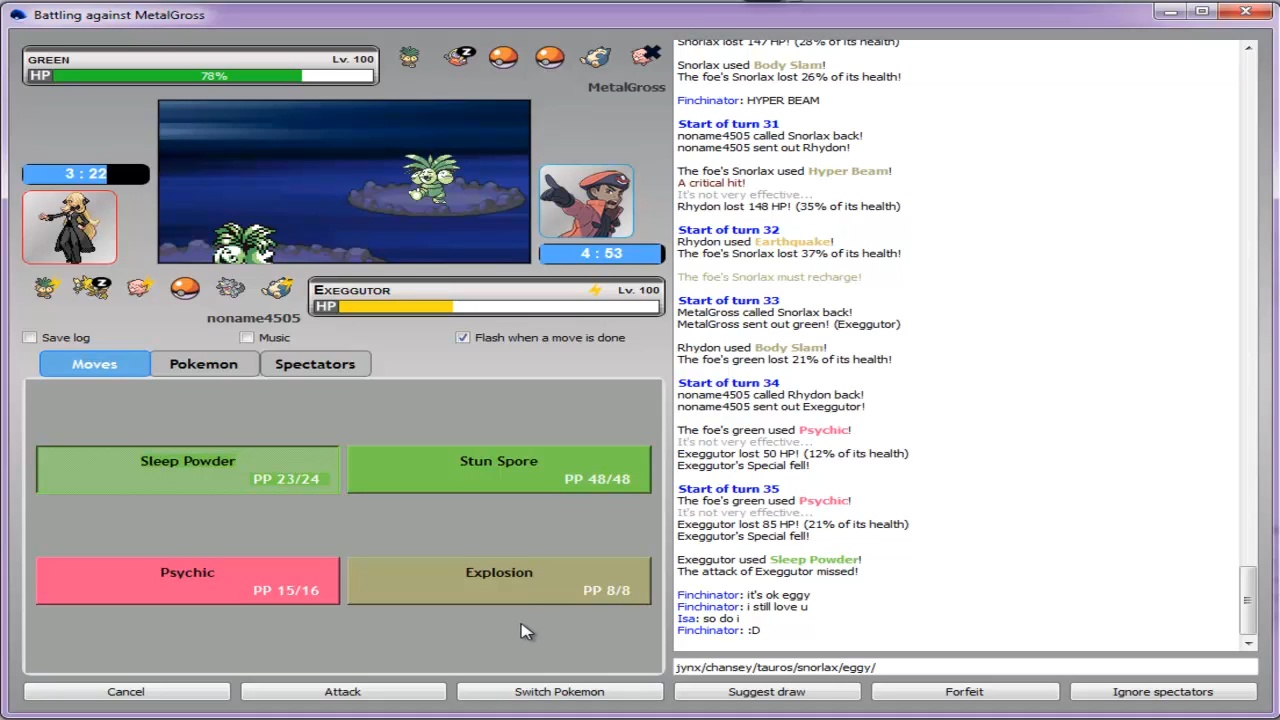 Battling against MetalGross
GREEN Lv. 100
HP 78%
MetalGross
3 : 22
4 : 53
EXEGGUTOR Lv. 100
HP
noname4505
Save log
Music
Flash when a move is done
Moves
Pokemon
Spectators
Sleep Powder
PP 23/24
Stun Spore
PP 48/48
Psychic
PP 15/16
Explosion
PP 8/8
Cancel
Attack
Switch Pokemon
Snorlax lost 147 HP! (28% of its health)
Snorlax used Body Slam!
The foe's Snorlax lost 26% of its health!
Finchinator: HYPER BEAM
Start of turn 31
noname4505 called Snorlax back!
noname4505 sent out Rhydon!
The foe's Snorlax used Hyper Beam!
A critical hit!
It's not very effective...
Rhydon lost 148 HP! (35% of its health)
Start of turn 32
Rhydon used Earthquake!
The foe's Snorlax lost 37% of its health!
The foe's Snorlax must recharge!
Start of turn 33
MetalGross called Snorlax back!
MetalGross sent out green! (Exeggutor)
Rhydon used Body Slam!
The foe's green lost 21% of its health!
Start of turn 34
noname4505 called Rhydon back!
noname4505 sent out Exeggutor!
The foe's green used Psychic!
It's not very effective...
Exeggutor lost 50 HP! (12% of its health)
Exeggutor's Special fell!
Start of turn 35
The foe's green used Psychic!
It's not very effective...
Exeggutor lost 85 HP! (21% of its health)
Exeggutor's Special fell!
Exeggutor used Sleep Powder!
The attack of Exeggutor missed!
Finchinator: it's ok eggy
Finchinator: i still love u
Isa: so do i
Finchinator: :D
jynx/chansey/tauros/snorlax/eggy/
Suggest draw
Forfeit
Ignore spectators